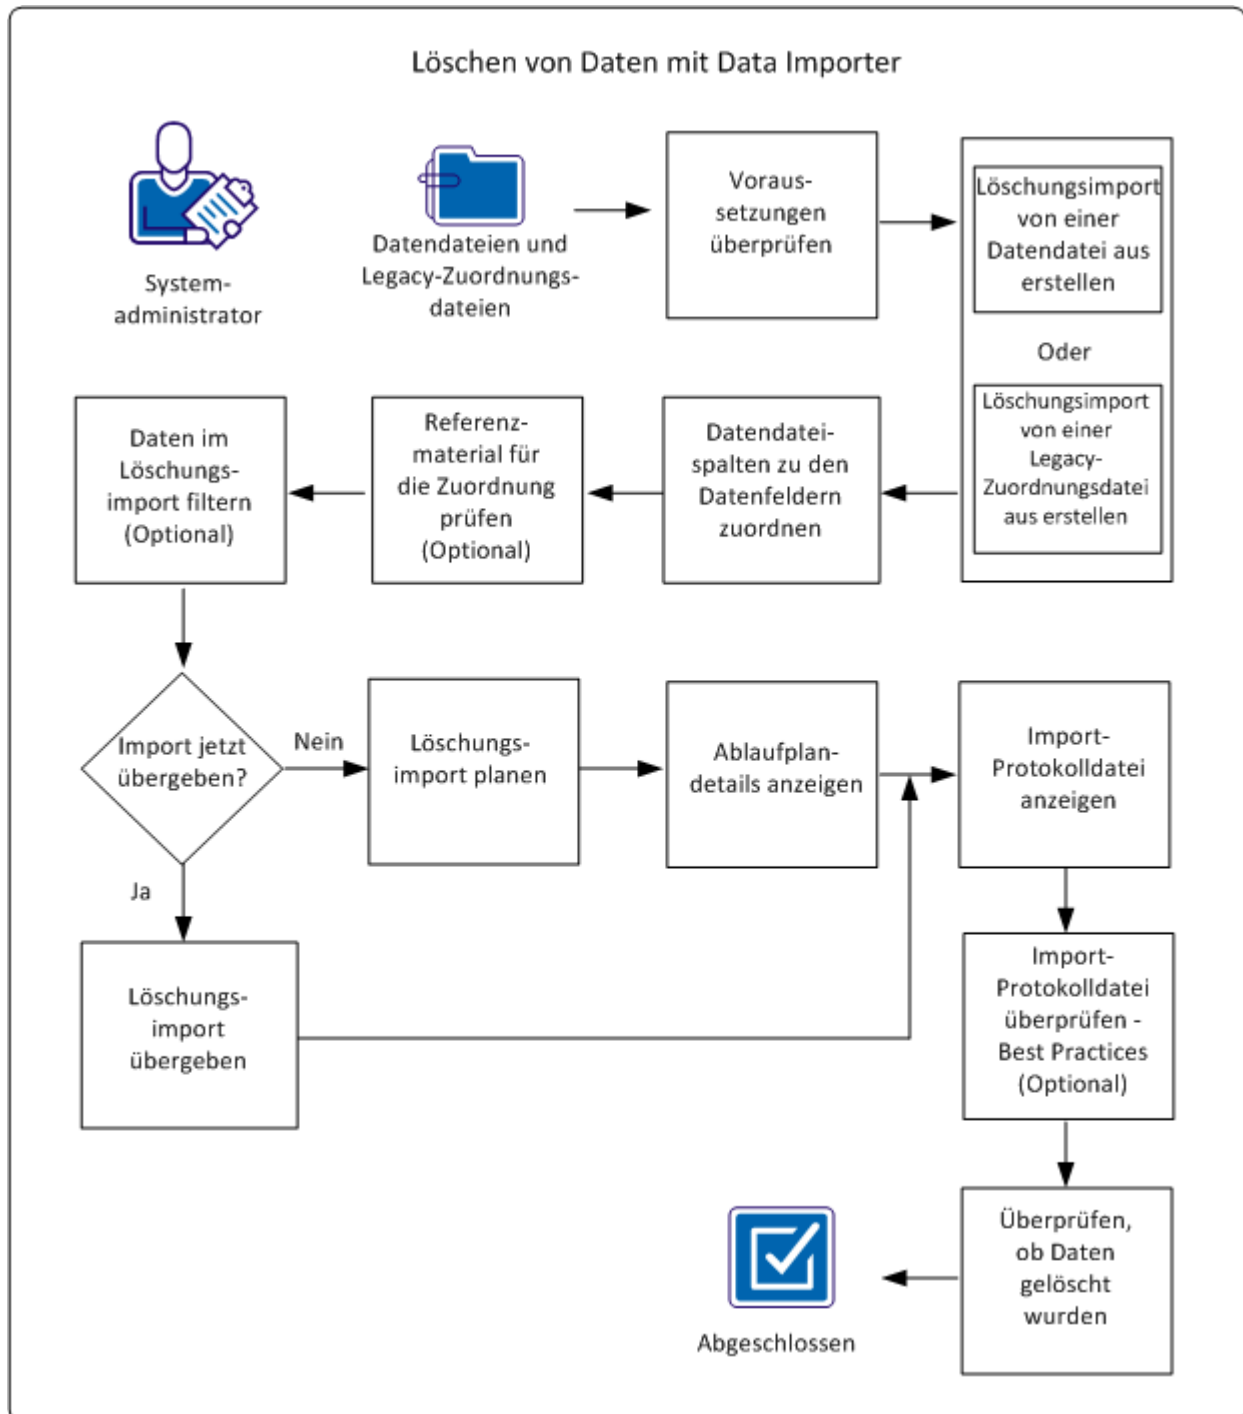 Löschen von Daten mit Data Importer
System-
administrator
Datendateien und
Legacy-Zuordnungs-
dateien
Voraus-
setzungen
überprüfen
Löschungsimport
von einer
Datendatei aus
erstellen
Oder
Löschungsimport
von einer
Legacy-
Zuordnungsdatei
aus erstellen
Datendatei-
spalten zu den
Datenfeldern
zuordnen
Referenz-
material für
die Zuordnung
prüfen
(Optional)
Daten im
Löschungs-
import filtern
(Optional)
Import jetzt
übergeben?
Nein
Löschungs-
import planen
Ablaufplan-
details anzeigen
Import-
Protokolldatei
anzeigen
Ja
Löschungs-
import
übergeben
Import-
Protokolldatei
überprüfen -
Best Practices
(Optional)
Überprüfen,
ob Daten
gelöscht
wurden
Abgeschlossen